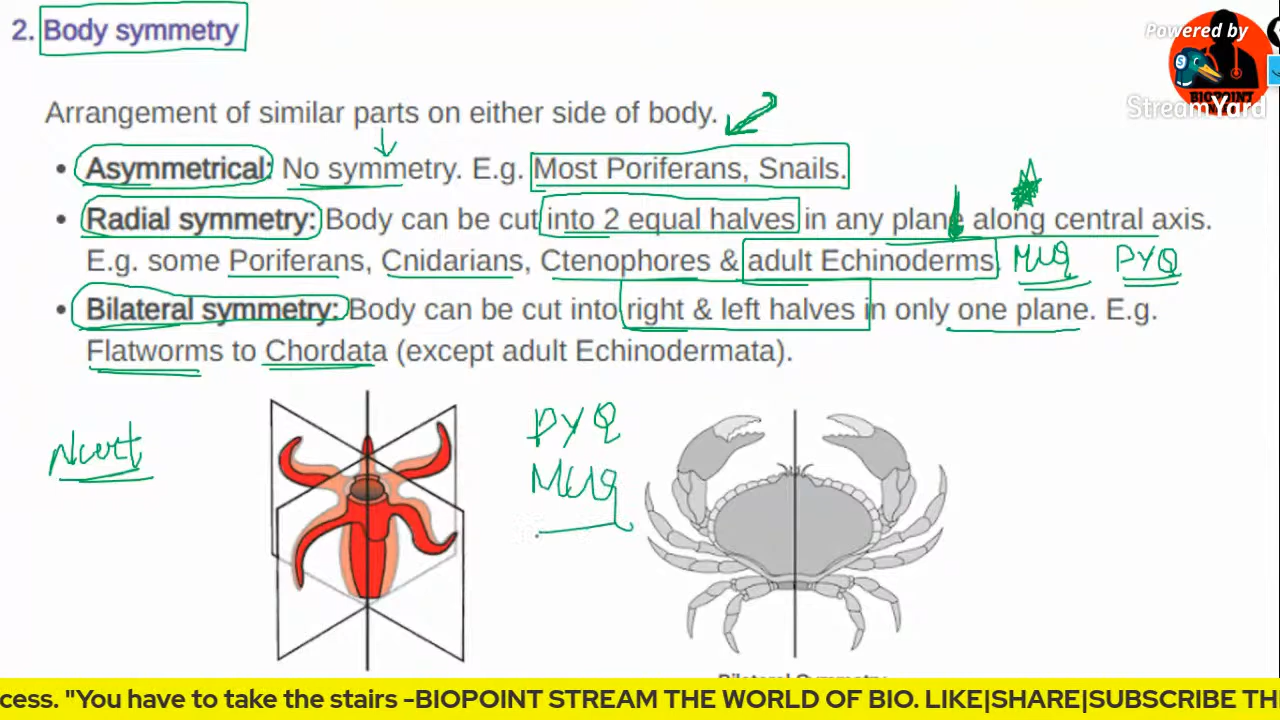 2. Body symmetry
Powered by
BIOPOINT
StreamYard
Arrangement of similar parts on either side of body.
• Asymmetrical: No symmetry. E.g. Most Poriferans, Snails.
• Radial symmetry: Body can be cut into 2 equal halves in any plane along central axis.
E.g. some Poriferans, Cnidarians, Ctenophores & adult Echinoderms.
MCQ PYQ
• Bilateral symmetry: Body can be cut into right & left halves in only one plane. E.g.
Flatworms to Chordata (except adult Echinodermata).
Ncert
PYQ
MCQ
Bilateral Symmetry
cess. "You have to take the stairs -BIOPOINT STREAM THE WORLD OF BIO. LIKE|SHARE|SUBSCRIBE TH